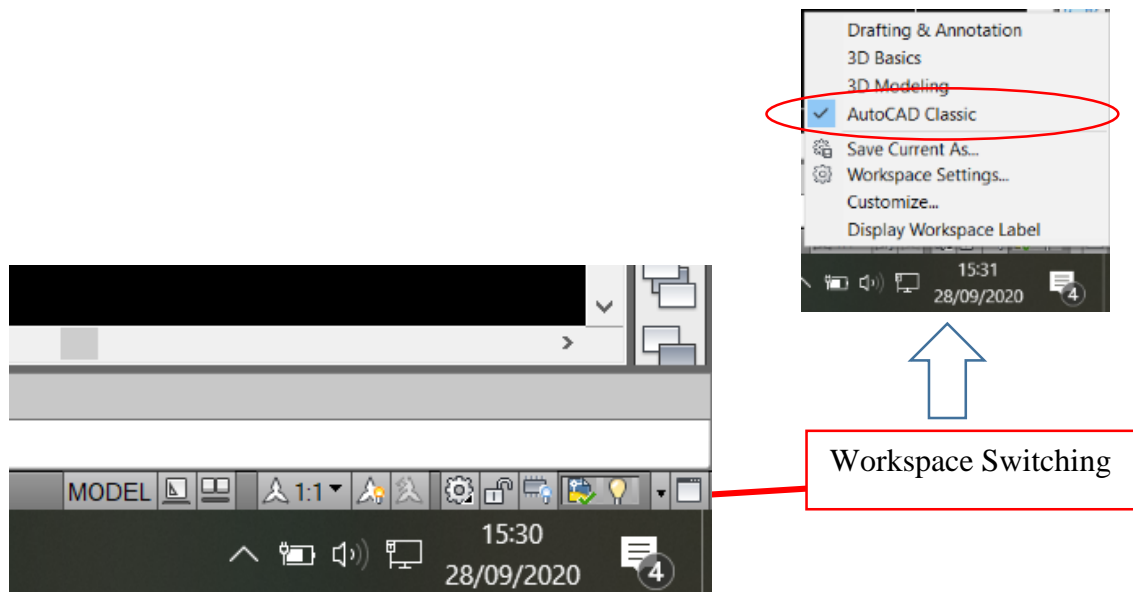 Drafting & Annotation
3D Basics
3D Modeling
AutoCAD Classic
Save Current As...
Workspace Settings...
Customize...
Display Workspace Label
15:31
28/09/2020
4
Workspace Switching
MODEL
1:1
15:30
28/09/2020
4